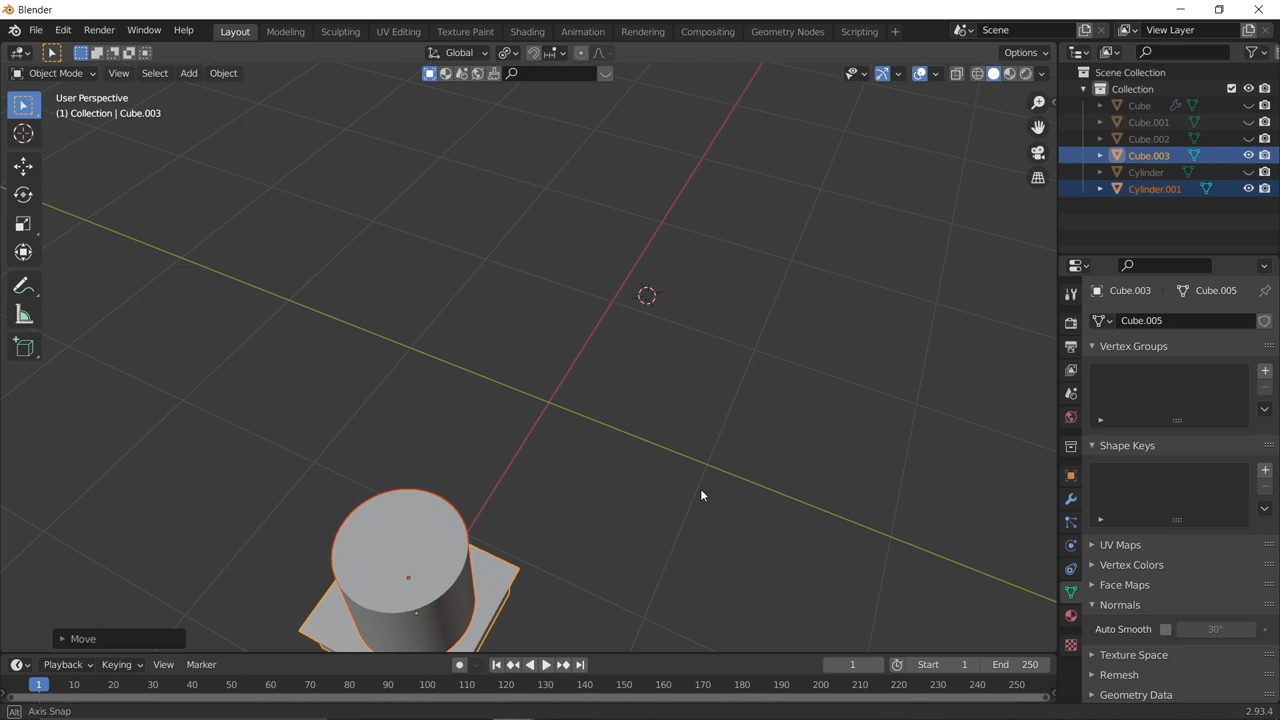 Blender
File Edit Render Window Help Layout Modeling Sculpting UV Editing Texture Paint Shading Animation Rendering Compositing Geometry Nodes Scripting + Scene View Layer
Global Options
Object Mode View Select Add Object
User Perspective
(1) Collection | Cube.003
Scene Collection
Collection
Cube
Cube.001
Cube.002
Cube.003
Cylinder
Cylinder.001
Cube.003 Cube.005
Cube.005
Vertex Groups
Shape Keys
UV Maps
Vertex Colors
Face Maps
Normals
Auto Smooth 30°
Texture Space
Remesh
Geometry Data
Move
Playback Keying View Marker 1 Start 1 End 250
1 10 20 30 40 50 60 70 80 90 100 110 120 130 140 150 160 170 180 190 200 210 220 230 240 250
Alt Axis Snap 2.93.4